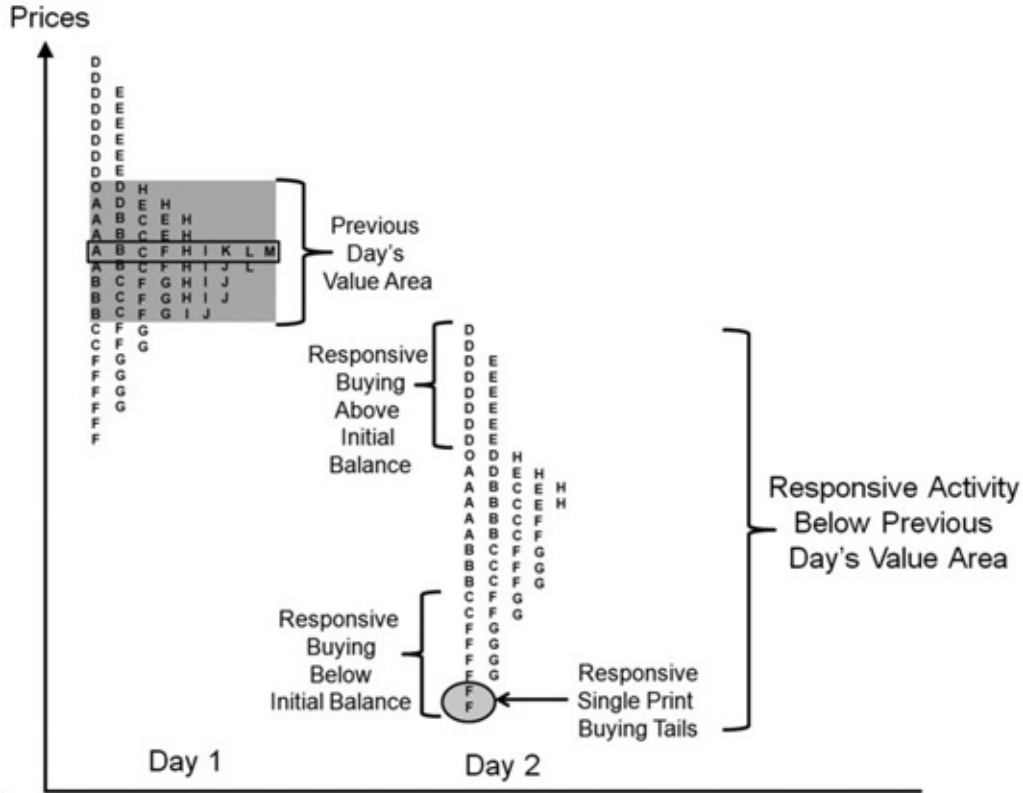 Prices
D
D
D E
D E
D E
D E
D E
D E
O D H
A D E H
A B C E H
A B C E H
A B C F H I K L M
A B C F H I J L
B C F G H I J
B C F G H I J
B C F G I J
C F G
C F G
F G
F G
F G
F G
F
F
Previous
Day's
Value Area
Responsive
Buying
Above
Initial
Balance
D
D
D E
D E
D E
D E
D E
D E
O D H
A D E H
A B C E H
A B C E H
A B C F
A B C F
B C F G
B C F G
B C F G
C F G
C F G
F G
F G
F G
F G
F
F
Responsive
Buying
Below
Initial Balance
Responsive
Single Print
Buying Tails
Responsive Activity
Below Previous
Day's Value Area
Day 1
Day 2